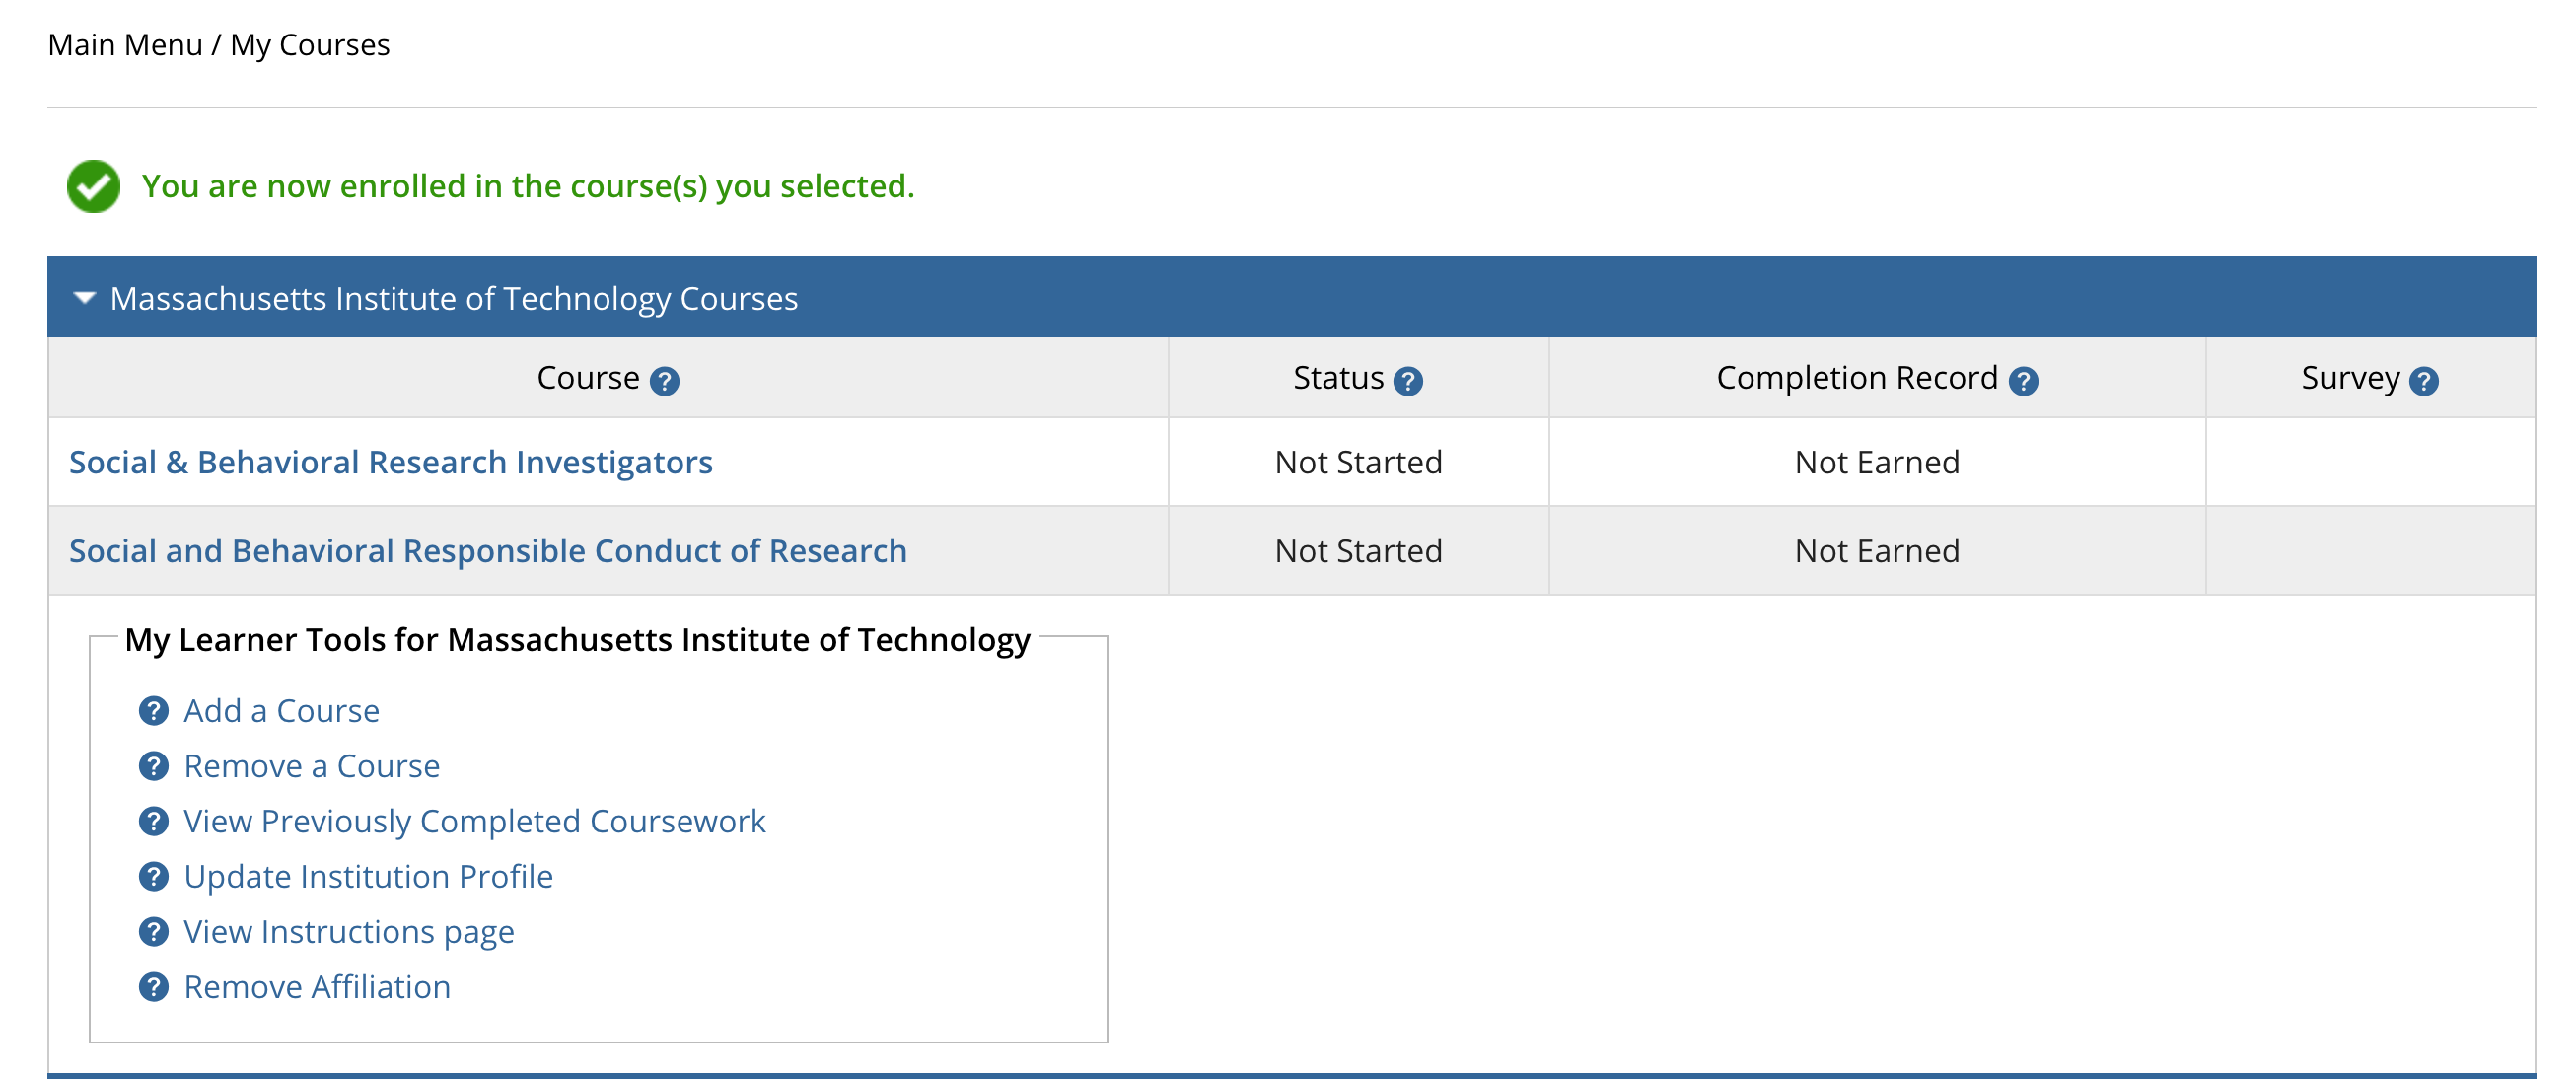 Main Menu / My Courses
You are now enrolled in the course(s) you selected.
Massachusetts Institute of Technology Courses
Course ? Status ? Completion Record ? Survey ?
Social & Behavioral Research Investigators Not Started Not Earned
Social and Behavioral Responsible Conduct of Research Not Started Not Earned
My Learner Tools for Massachusetts Institute of Technology
? Add a Course
? Remove a Course
? View Previously Completed Coursework
? Update Institution Profile
? View Instructions page
? Remove Affiliation